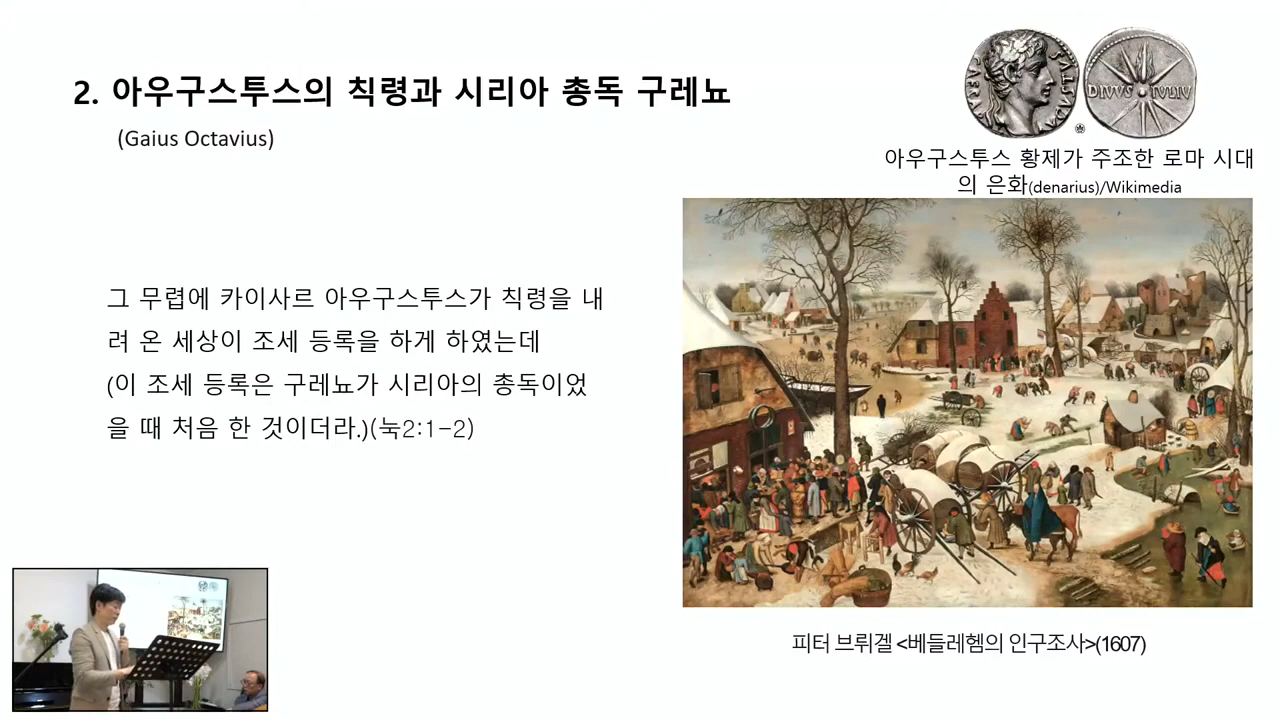 2. 아우구스투스의 칙령과 시리아 총독 구레뇨
(Gaius Octavius)
CAESAR
AVGVSTVS
DIVVS IVLIV
아우구스투스 황제가 주조한 로마 시대
의 은화(denarius)/Wikimedia
그 무렵에 카이사르 아우구스투스가 칙령을 내
려 온 세상이 조세 등록을 하게 하였는데
(이 조세 등록은 구레뇨가 시리아의 총독이었
을 때 처음 한 것이더라.)(눅2:1-2)
피터 브뤼겔 <베들레헴의 인구조사>(1607)